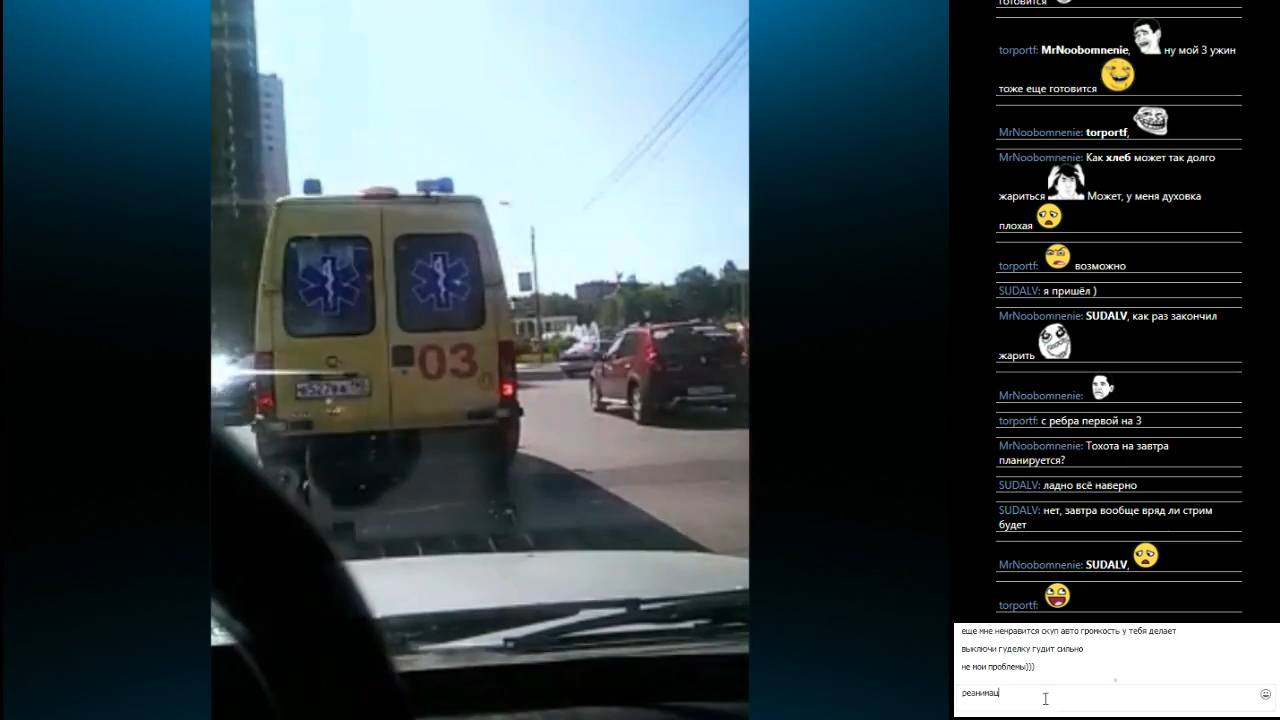 готовится
torportf: MrNoobomnenie, ну мой 3 ужин
тоже еще готовится
MrNoobomnenie: torportf,
MrNoobomnenie: Как хлеб может так долго
жариться Может, у меня духовка
плохая
torportf: возможно
SUDALV: я пришёл )
MrNoobomnenie: SUDALV, как раз закончил
жарить
MrNoobomnenie:
torportf: с ребра первой на 3
MrNoobomnenie: Тохота на завтра
планируется?
SUDALV: ладно всё наверно
SUDALV: нет, завтра вообще вряд ли стрим
будет
MrNoobomnenie: SUDALV,
torportf:
еще мне ненравится скуп авто громкость у тебя делает
выключи гуделку гудит сильно
не мои проблемы)))
реанимац
03